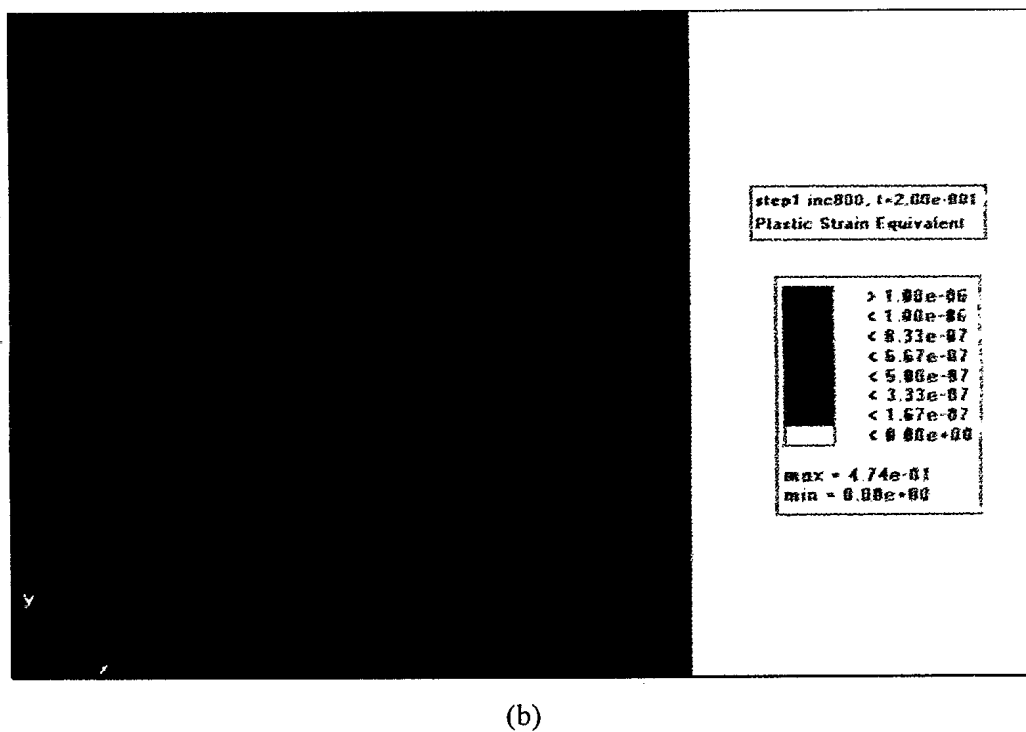 step1 inc800, t=2.00e-001
Plastic Strain Equivalent
> 1.00e-06
< 1.00e-06
< 8.33e-07
< 6.67e-07
< 5.00e-07
< 3.33e-07
< 1.67e-07
< 0.00e+00
max = 4.74e-01
min = 0.00e+00
y
(b)